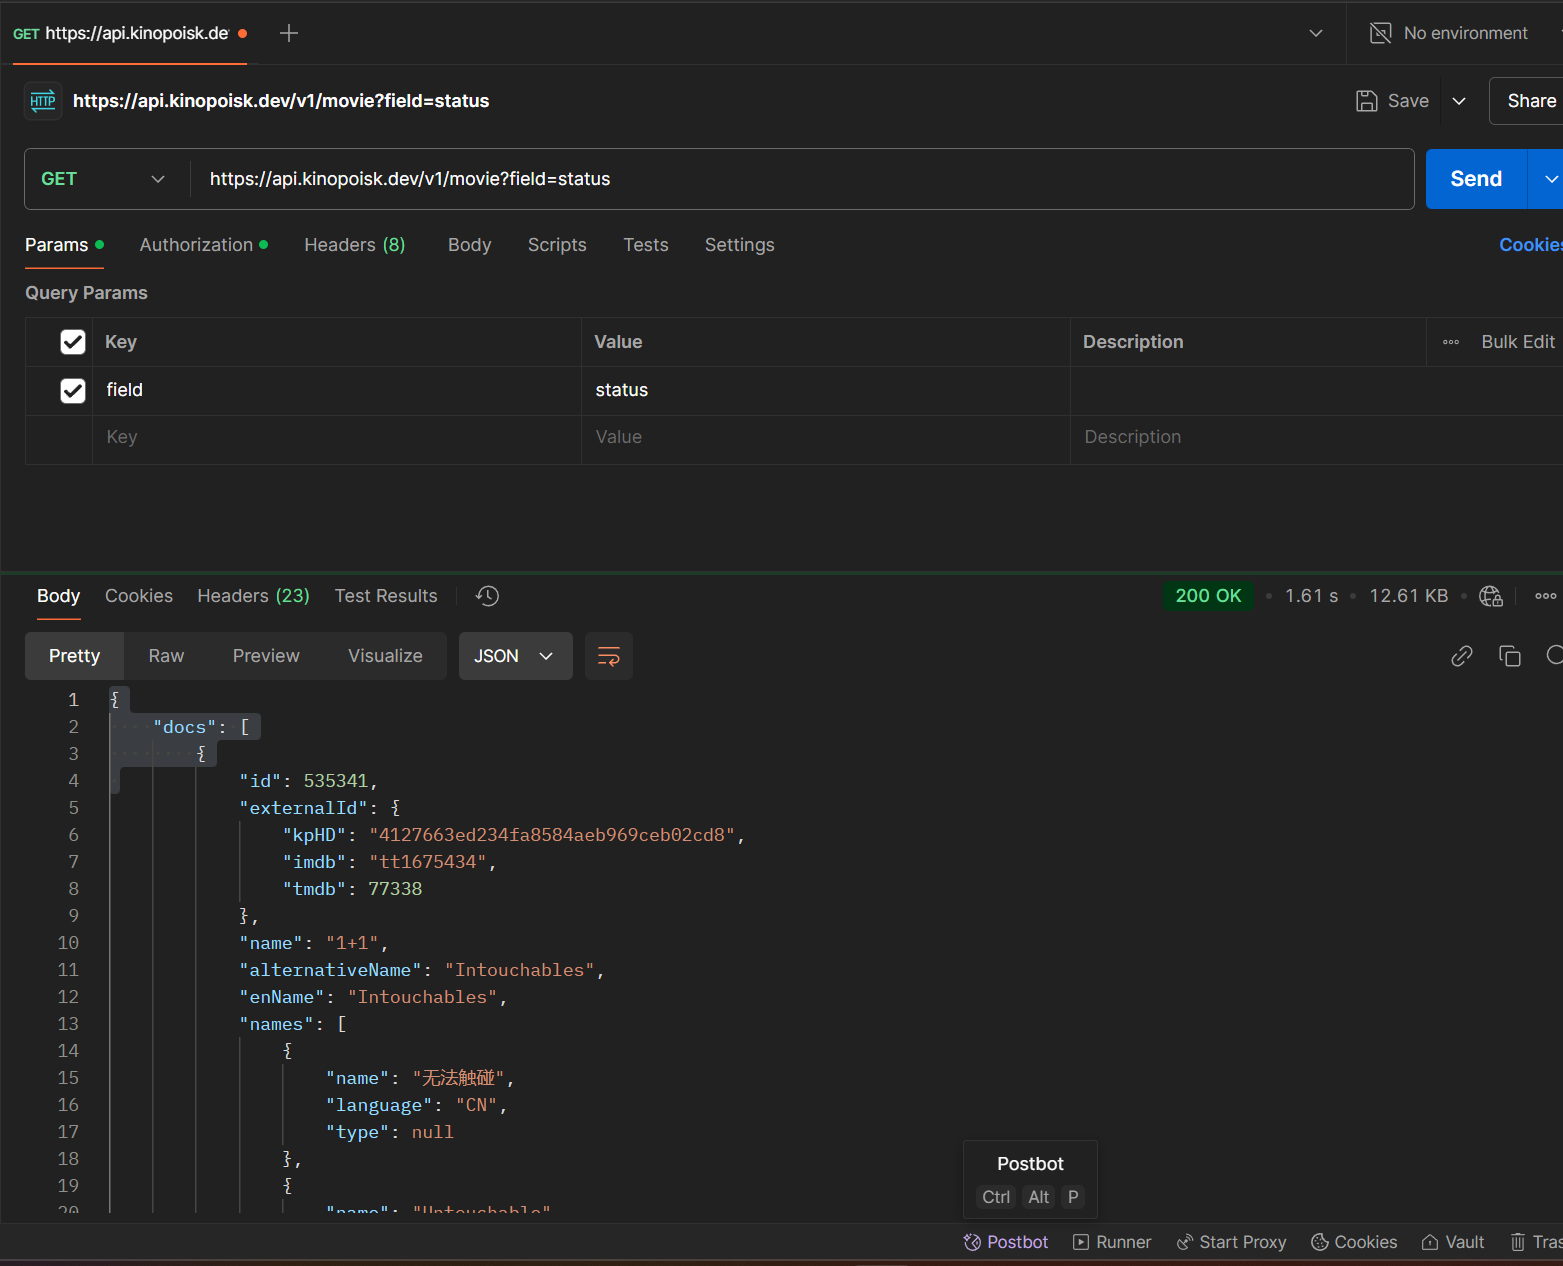 GET https://api.kinopoisk.de
No environment
HTTP https://api.kinopoisk.dev/v1/movie?field=status
Save
Share
GET https://api.kinopoisk.dev/v1/movie?field=status
Send
Params Authorization Headers (8) Body Scripts Tests Settings
Cookies
Query Params
Key Value Description Bulk Edit
field status
Key Value Description
Body Cookies Headers (23) Test Results
200 OK 1.61 s 12.61 KB
Pretty Raw Preview Visualize JSON
1 {
2 "docs": [
3 {
4 "id": 535341,
5 "externalId": {
6 "kpHD": "4127663ed234fa8584aeb969ceb02cd8",
7 "imdb": "tt1675434",
8 "tmdb": 77338
9 },
10 "name": "1+1",
11 "alternativeName": "Intouchables",
12 "enName": "Intouchables",
13 "names": [
14 {
15 "name": "无法触碰",
16 "language": "CN",
17 "type": null
18 },
19 {
20 "name": "Untouchable"
Postbot
Ctrl Alt P
Postbot Runner Start Proxy Cookies Vault Tras